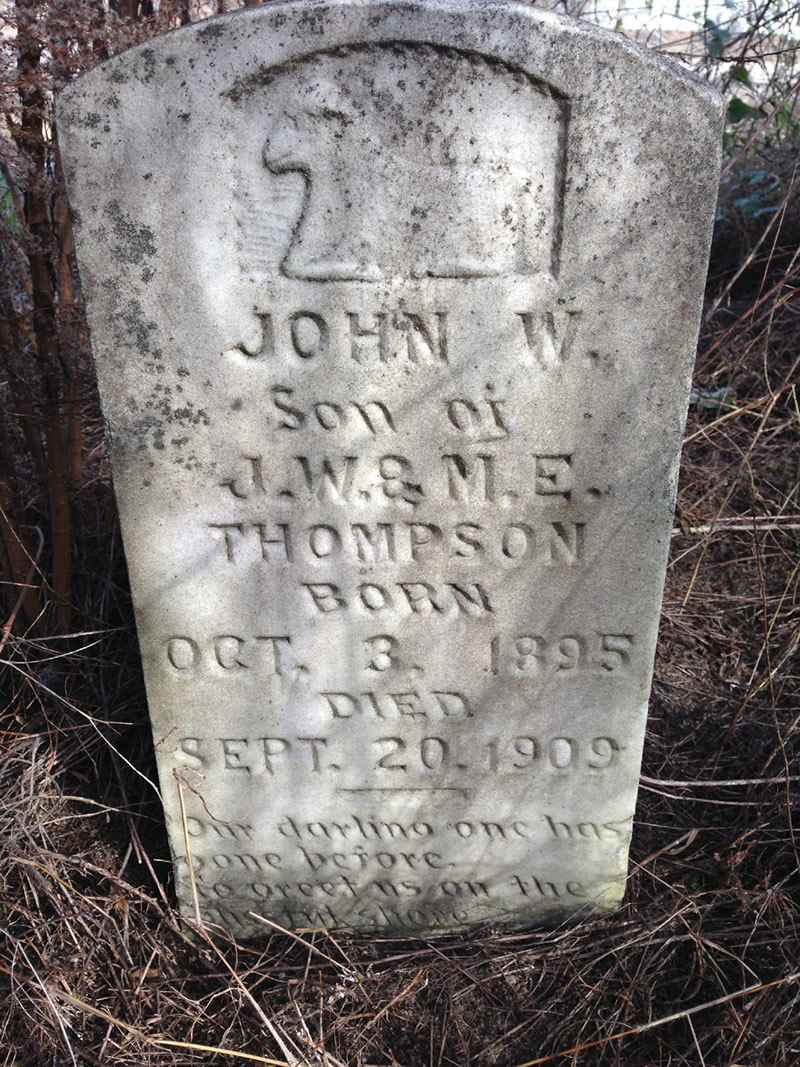 JOHN W.
Son of
J.W. & M.E.
THOMPSON
BORN
OCT. 3. 1895
DIED
SEPT. 20. 1909
Our darling one has
gone before.
to greet us on the
shore